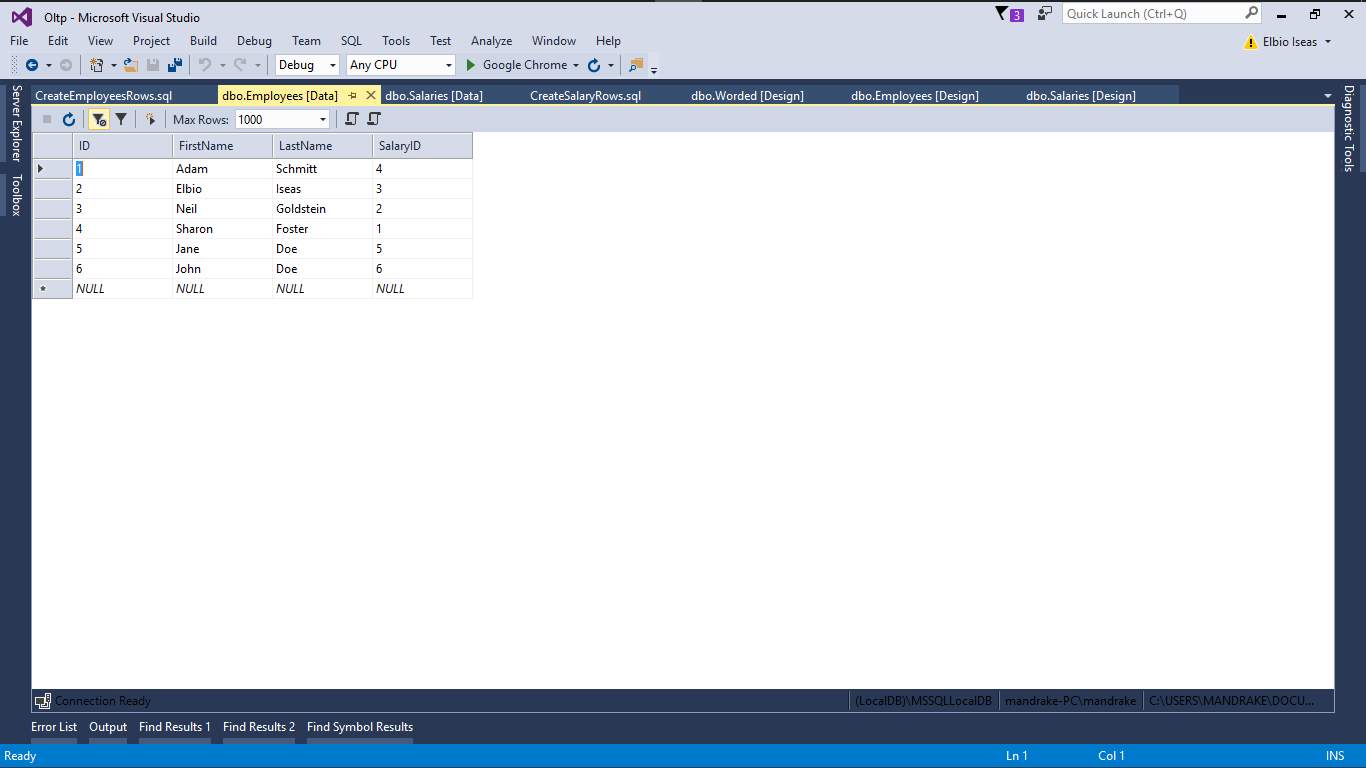 Oltp - Microsoft Visual Studio
3
Quick Launch (Ctrl+Q)
File Edit View Project Build Debug Team SQL Tools Test Analyze Window Help
Elbio Iseas
Debug Any CPU Google Chrome
Server Explorer
Toolbox
CreateEmployeesRows.sql dbo.Employees [Data] dbo.Salaries [Data] CreateSalaryRows.sql dbo.Worded [Design] dbo.Employees [Design] dbo.Salaries [Design]
Diagnostic Tools
Max Rows: 1000
ID FirstName LastName SalaryID
1 Adam Schmitt 4
2 Elbio Iseas 3
3 Neil Goldstein 2
4 Sharon Foster 1
5 Jane Doe 5
6 John Doe 6
NULL NULL NULL NULL
Connection Ready (LocalDB)\MSSQLLocalDB mandrake-PC\mandrake C:\USERS\MANDRAKE\DOCU...
Error List Output Find Results 1 Find Results 2 Find Symbol Results
Ready Ln 1 Col 1 INS